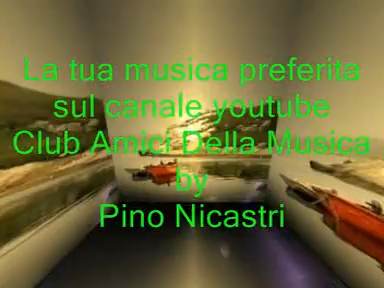 La tua musica preferita
sul canale youtube
Club Amici Della Musica
by
Pino Nicastri